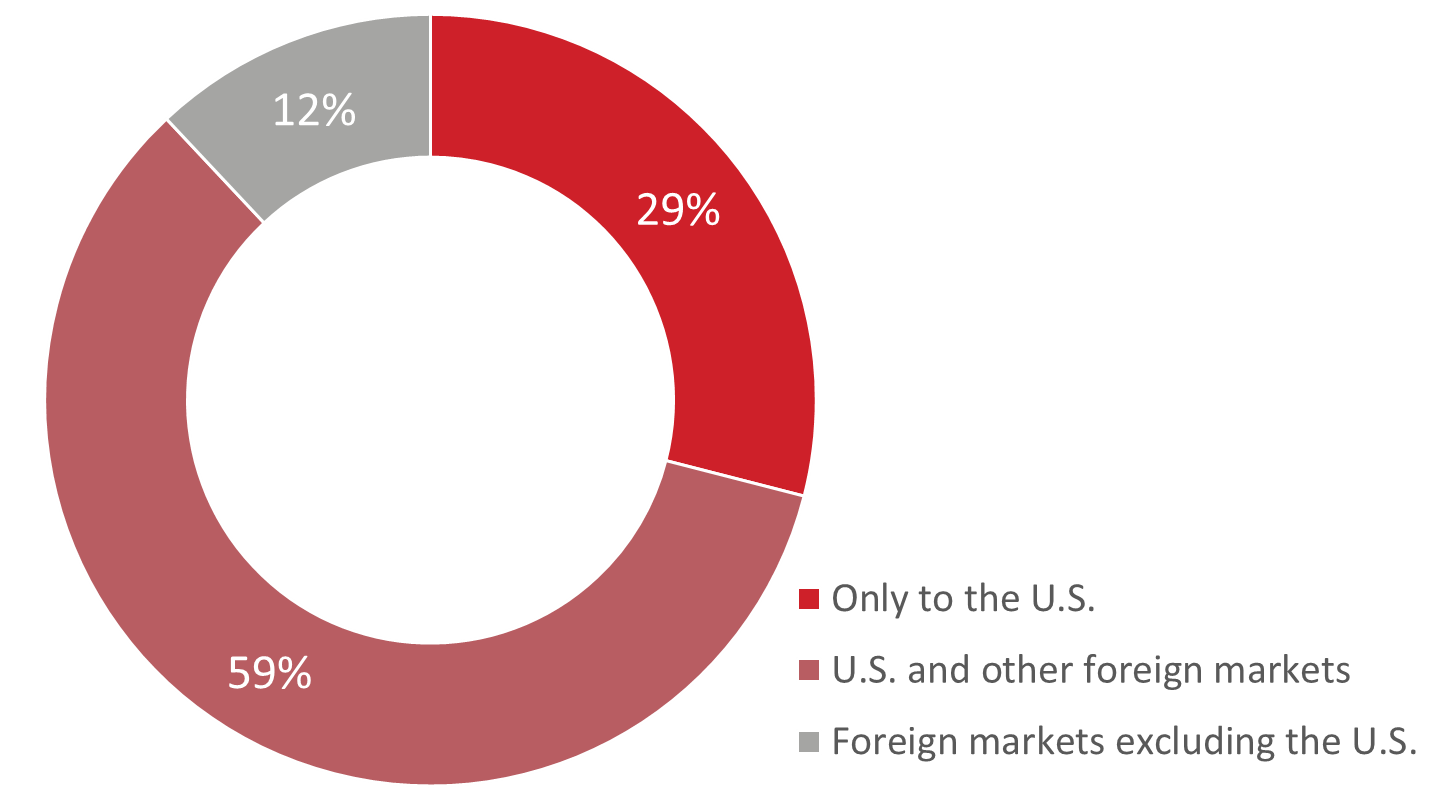 12%
29%
59%
Only to the U.S.
U.S. and other foreign markets
Foreign markets excluding the U.S.